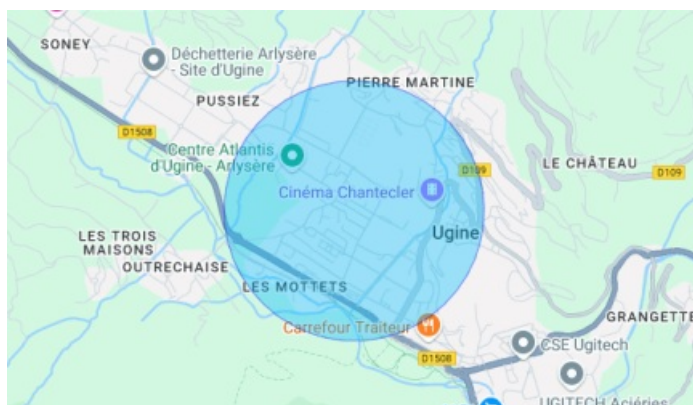 SONEY
Déchetterie Arlysère
- Site d'Ugine
PIERRE MARTINE
PUSSIEZ
D1508
Centre Atlantis
d'Ugine - Arlysère
LE CHÂTEAU
D109
D109
Cinéma Chantecler
Ugine
LES TROIS
MAISONS
OUTRECHAISE
LES MOTTETS
GRANGETTE
Carrefour Traiteur
CSE Ugitech
D1508
UGITECH Aciéries